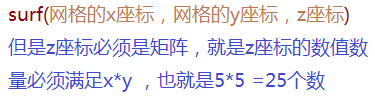 surf(网格的x座标，网格的y座标，z座标)
但是z座标必须是矩阵，就是z座标的数值数
量必须满足x*y ，也就是5*5 =25个数